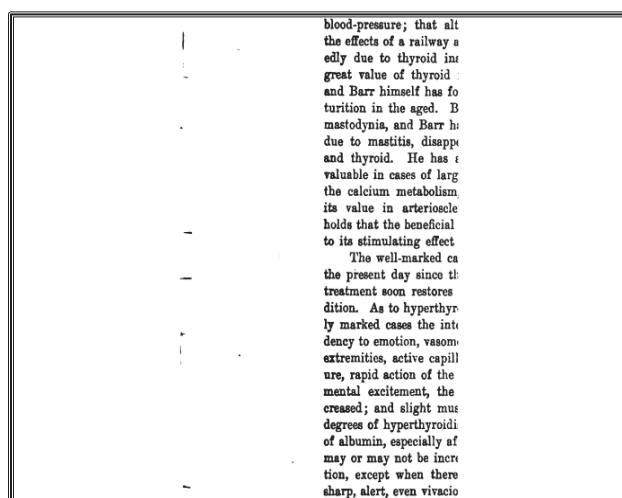 blood-pressure; that alt
the effects of a railway a
edly due to thyroid ins
great value of thyroid
and Barr himself has fo
turition in the aged. B
mastodynia, and Barr ha
due to mastitis, disappe
and thyroid. He has a
valuable in cases of larg
the calcium metabolism,
its value in arterioscle
holds that the beneficial
to its stimulating effect
The well-marked ca
the present day since th
treatment soon restores
dition. As to hyperthyr
ly marked cases the inte
dency to emotion, vasom
extremities, active capill
ure, rapid action of the
mental excitement, the
creased; and slight mus
degrees of hyperthyroidi
of albumin, especially af
may or may not be incre
tion, except when there
sharp, alert, even vivacio